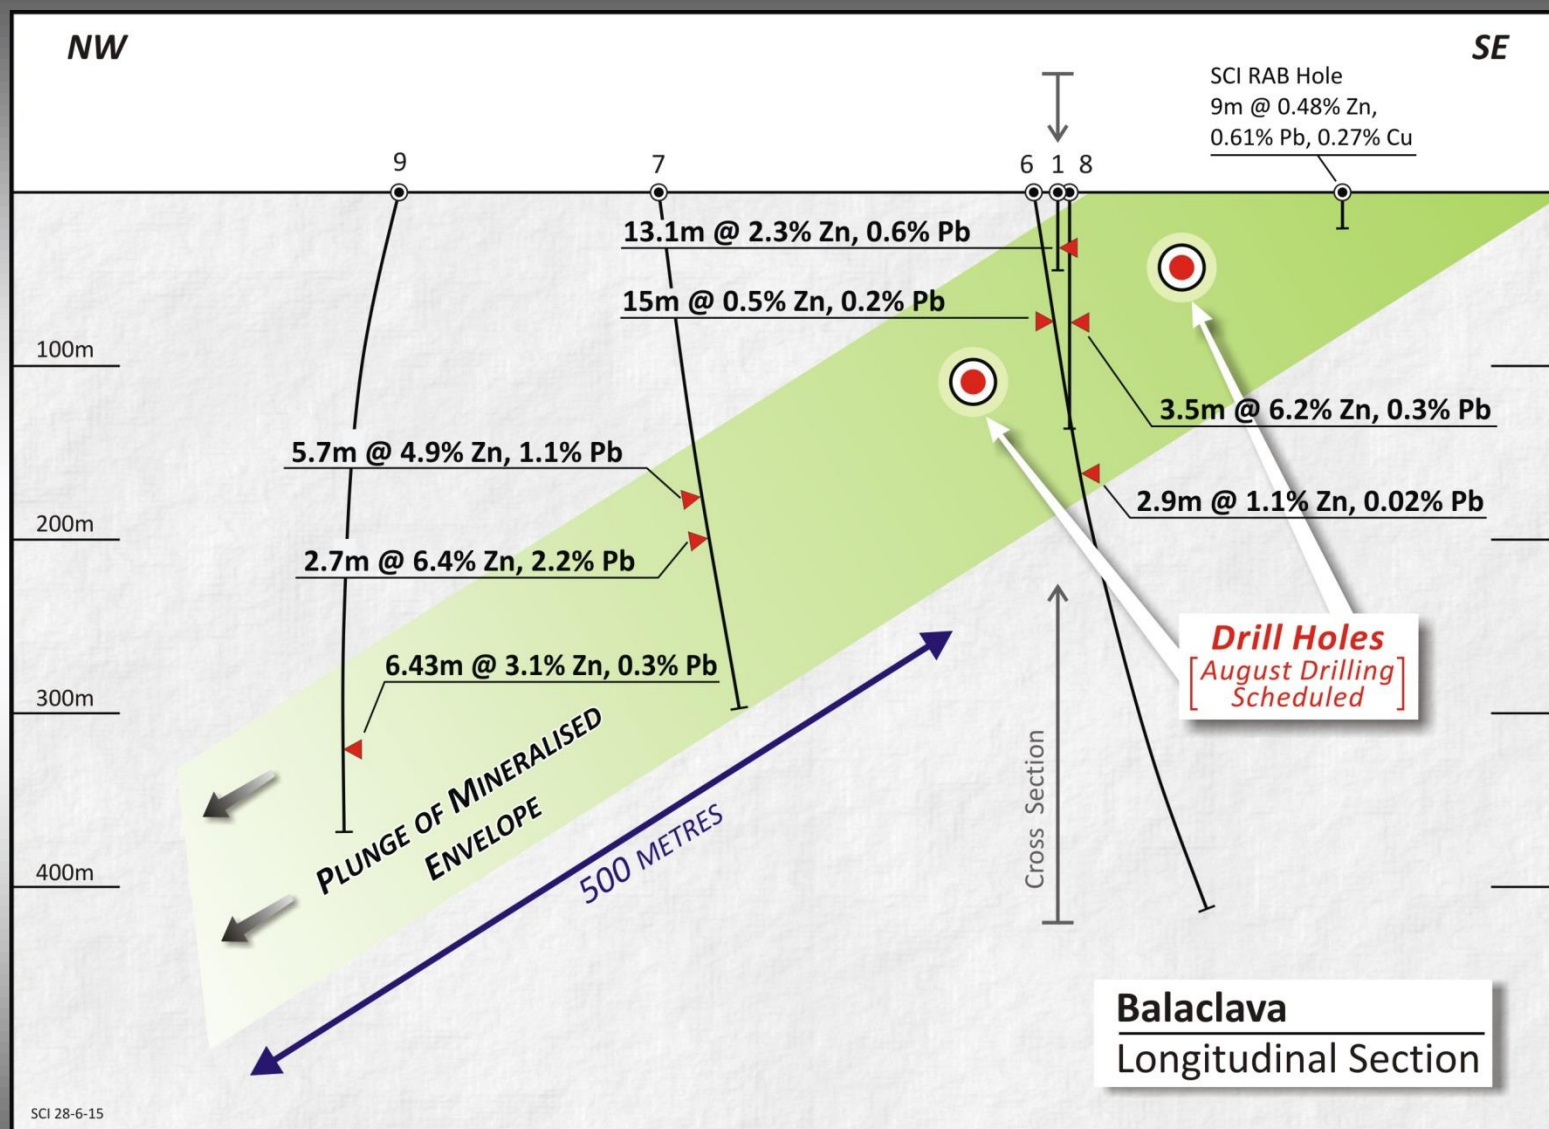 NW
SE
SCI RAB Hole
9m @ 0.48% Zn,
0.61% Pb, 0.27% Cu
9
7
6 1 8
13.1m @ 2.3% Zn, 0.6% Pb
15m @ 0.5% Zn, 0.2% Pb
100m
3.5m @ 6.2% Zn, 0.3% Pb
5.7m @ 4.9% Zn, 1.1% Pb
2.9m @ 1.1% Zn, 0.02% Pb
200m
2.7m @ 6.4% Zn, 2.2% Pb
Drill Holes
[August Drilling
Scheduled]
6.43m @ 3.1% Zn, 0.3% Pb
300m
PLUNGE OF MINERALISED
ENVELOPE
500 METRES
Cross Section
400m
Balaclava
Longitudinal Section
SCI 28-6-15